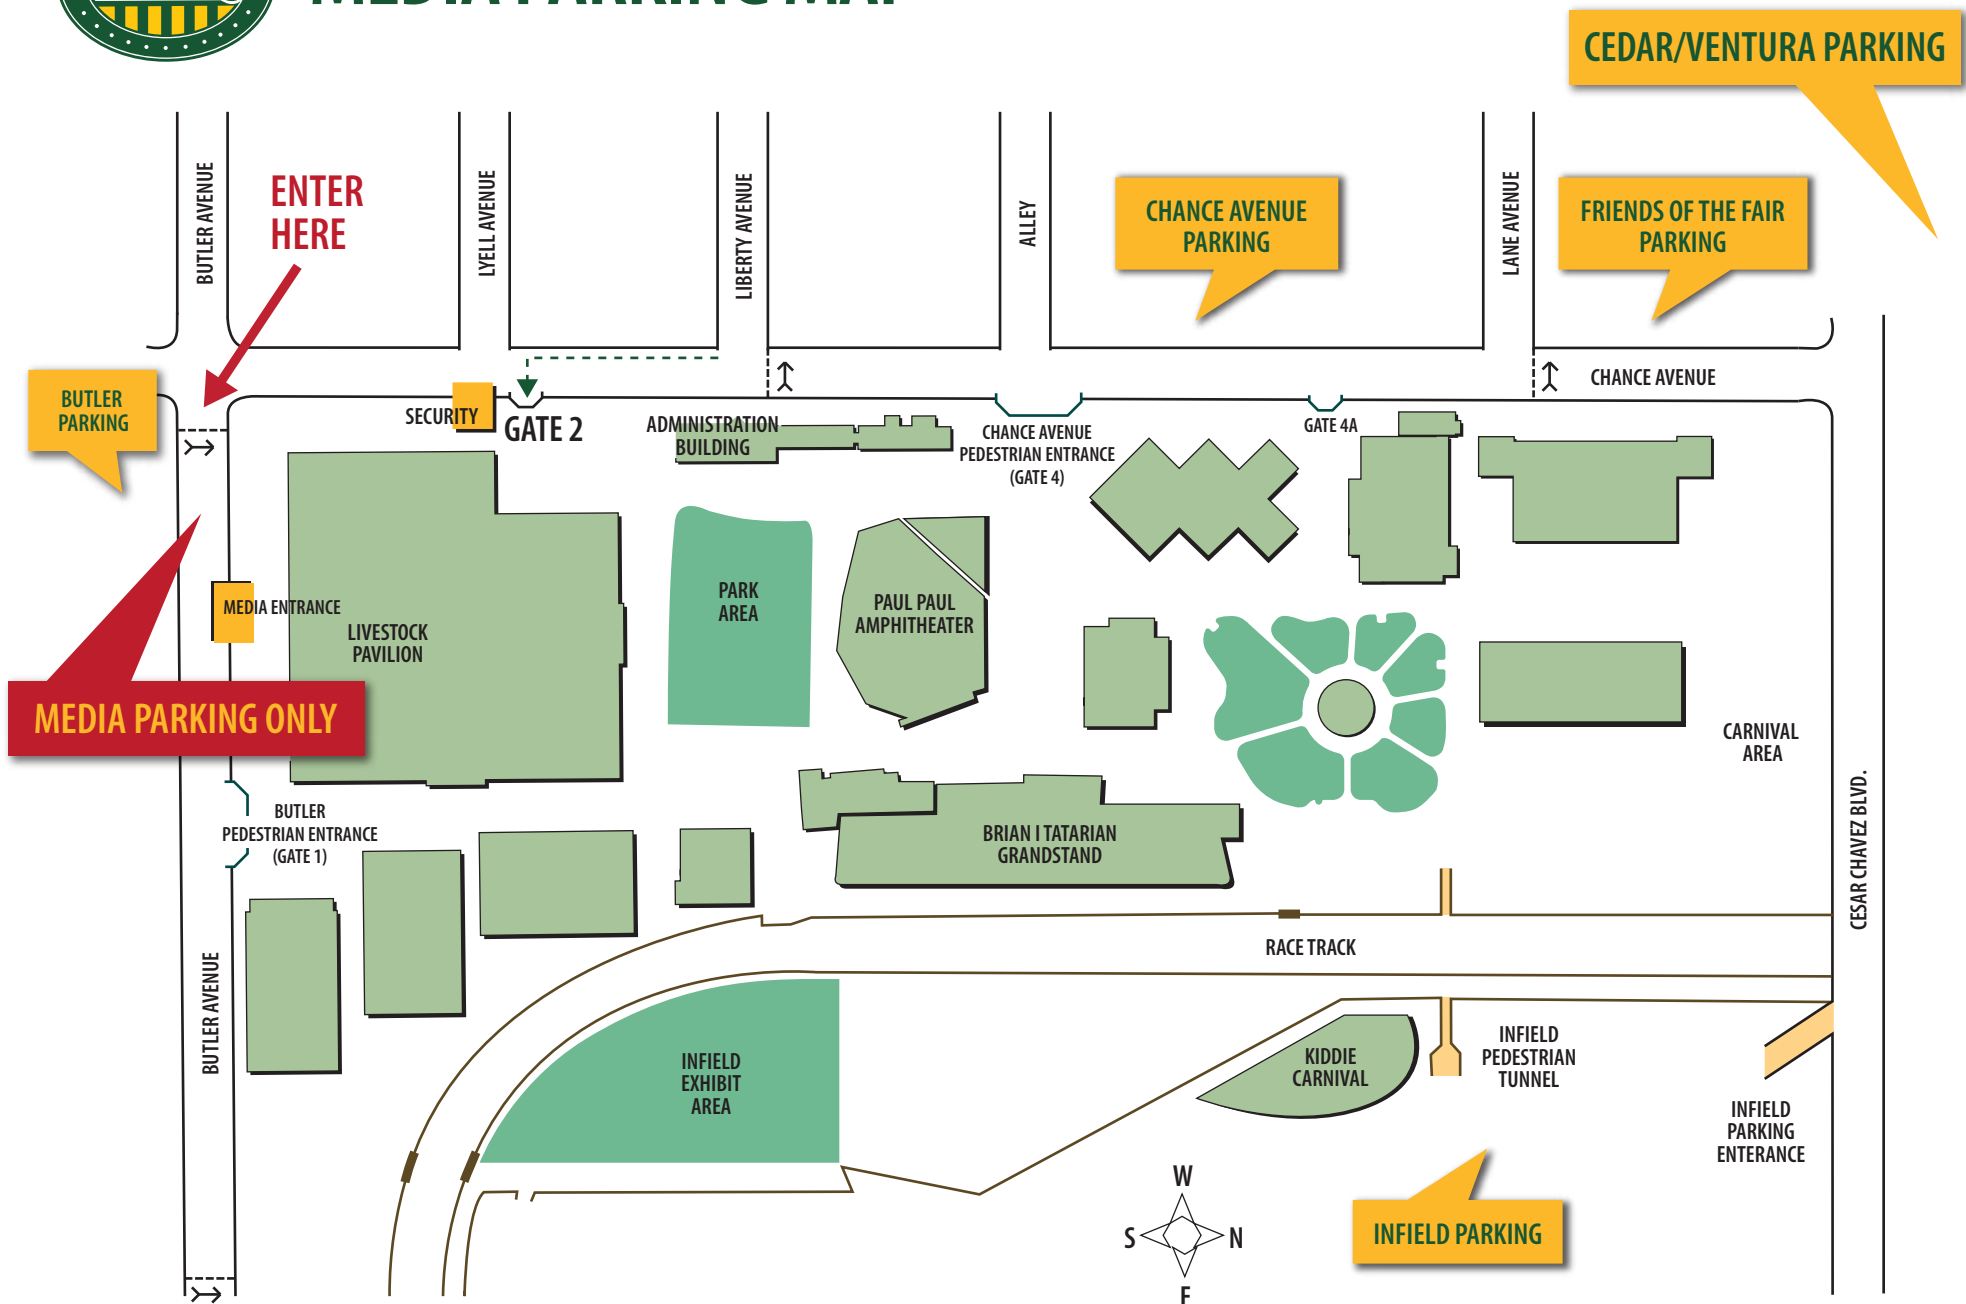 MEDIA PARKING MAP
CEDAR/VENTURA PARKING
BUTLER AVENUE
ENTER
HERE
LYELL AVENUE
LIBERTY AVENUE
ALLEY
CHANCE AVENUE
PARKING
LANE AVENUE
FRIENDS OF THE FAIR
PARKING
CHANCE AVENUE
BUTLER
PARKING
SECURITY
GATE 2
ADMINISTRATION
BUILDING
CHANCE AVENUE
PEDESTRIAN ENTRANCE
(GATE 4)
GATE 4A
MEDIA ENTRANCE
LIVESTOCK
PAVILION
PARK
AREA
PAUL PAUL
AMPHITHEATER
MEDIA PARKING ONLY
CARNIVAL
AREA
BUTLER
PEDESTRIAN ENTRANCE
(GATE 1)
BRIAN I TATARIAN
GRANDSTAND
CESAR CHAVEZ BLVD.
RACE TRACK
BUTLER AVENUE
INFIELD
EXHIBIT
AREA
KIDDIE
CARNIVAL
INFIELD
PEDESTRIAN
TUNNEL
INFIELD
PARKING
ENTERANCE
W
S
N
E
INFIELD PARKING